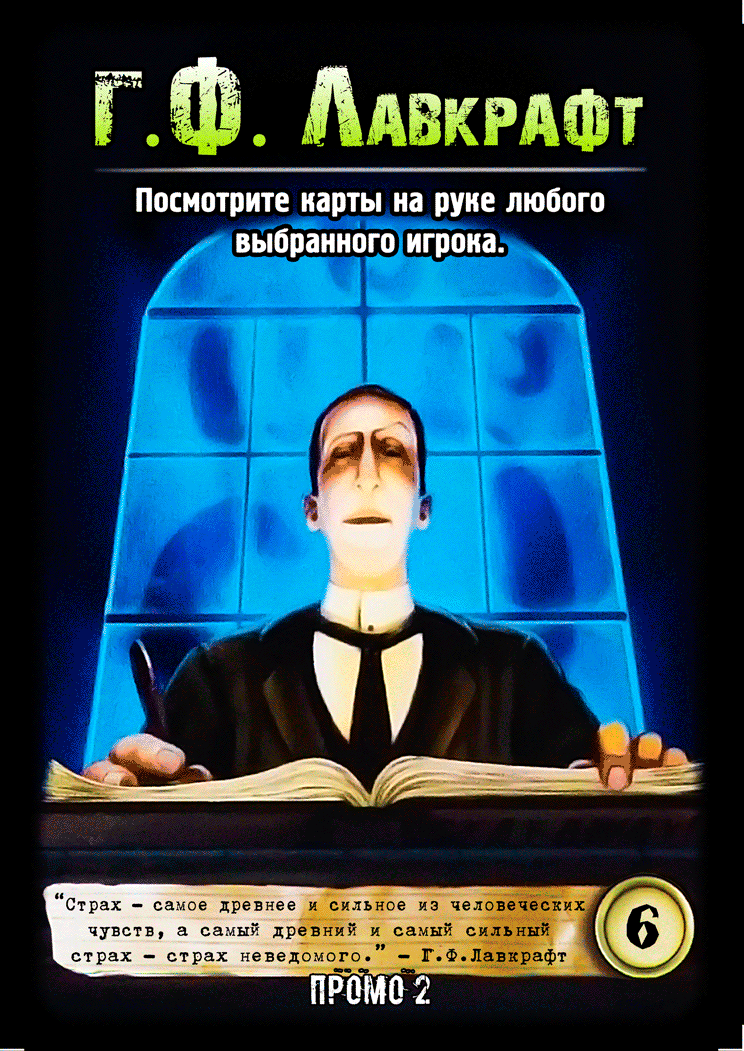 Г.Ф. Лавкрафт
Посмотрите карты на руке любого
выбранного игрока.
“Страх – самое древнее и сильное из человеческих
чувств, а самый древний и самый сильный
страх – страх неведомого.” – Г.Ф.Лавкрафт
6
ПРОМО 2